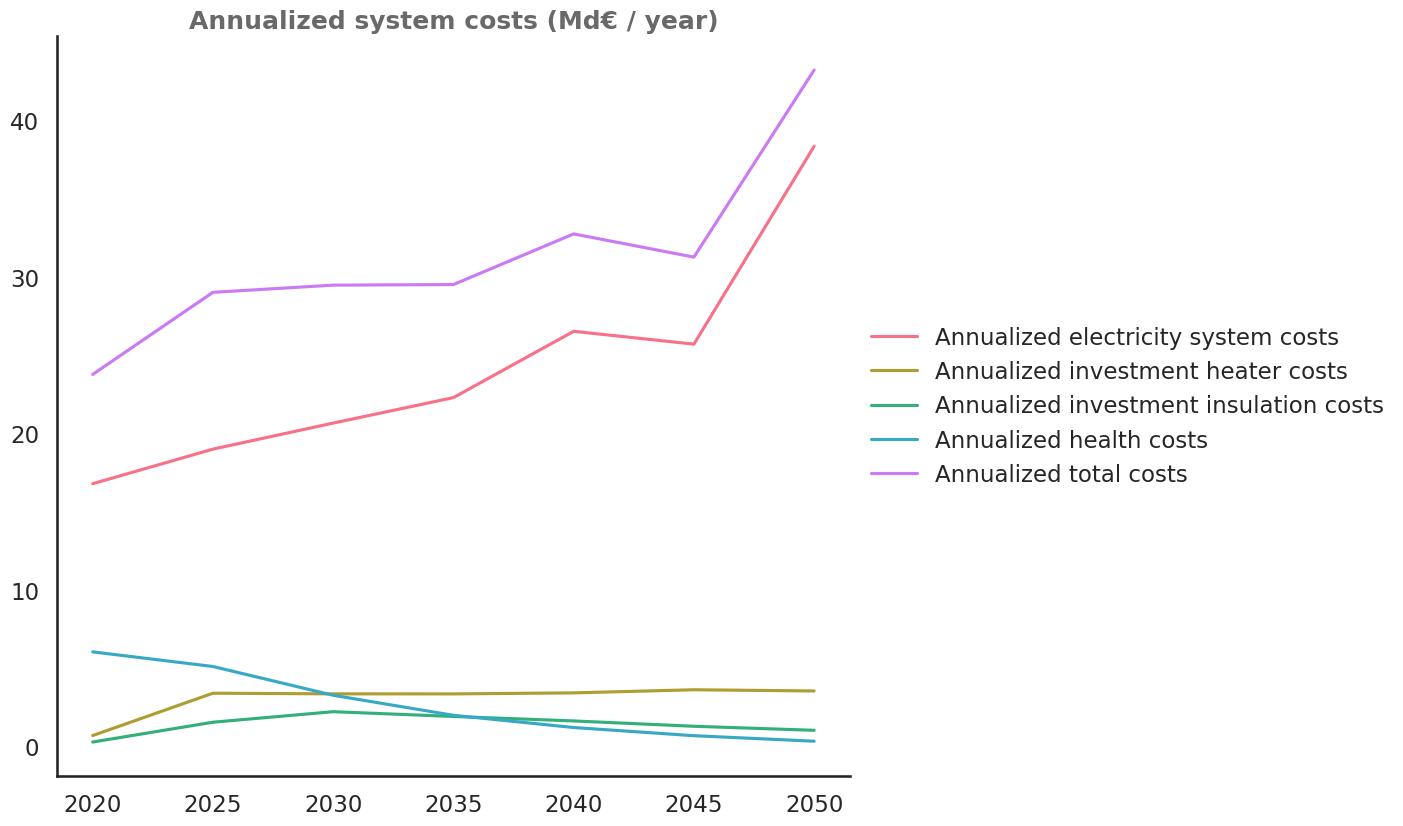 Annualized system costs (Md€ / year)
40
30
20
10
0
2020 2025 2030 2035 2040 2045 2050
Annualized electricity system costs
Annualized investment heater costs
Annualized investment insulation costs
Annualized health costs
Annualized total costs